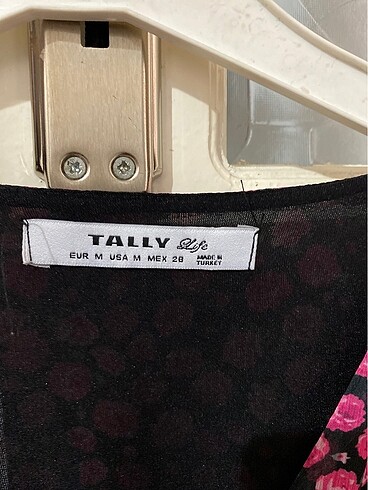 TALLY Life
EUR M USA M MEX 28 MADE IN
TURKEY